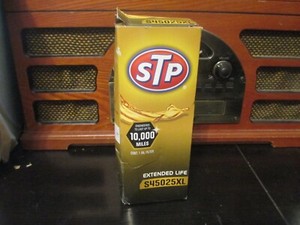 STP
10,000
MILES
EXTENDED LIFE
S45025XL